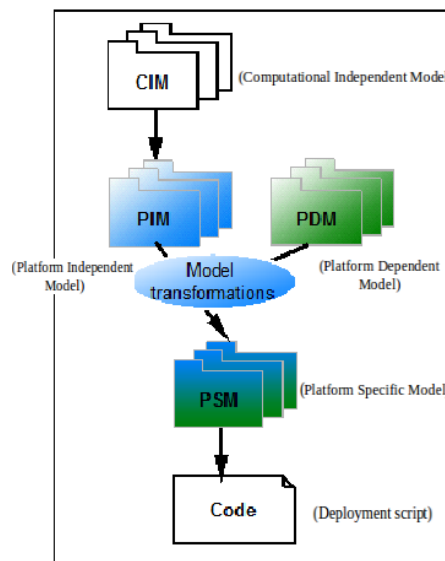 CIM
(Computational Independent Model
PIM
PDM
(Platform Independent
Model)
Model
transformations
(Platform Dependent
Model)
PSM
(Platform Specific Model
Code
(Deployment script)